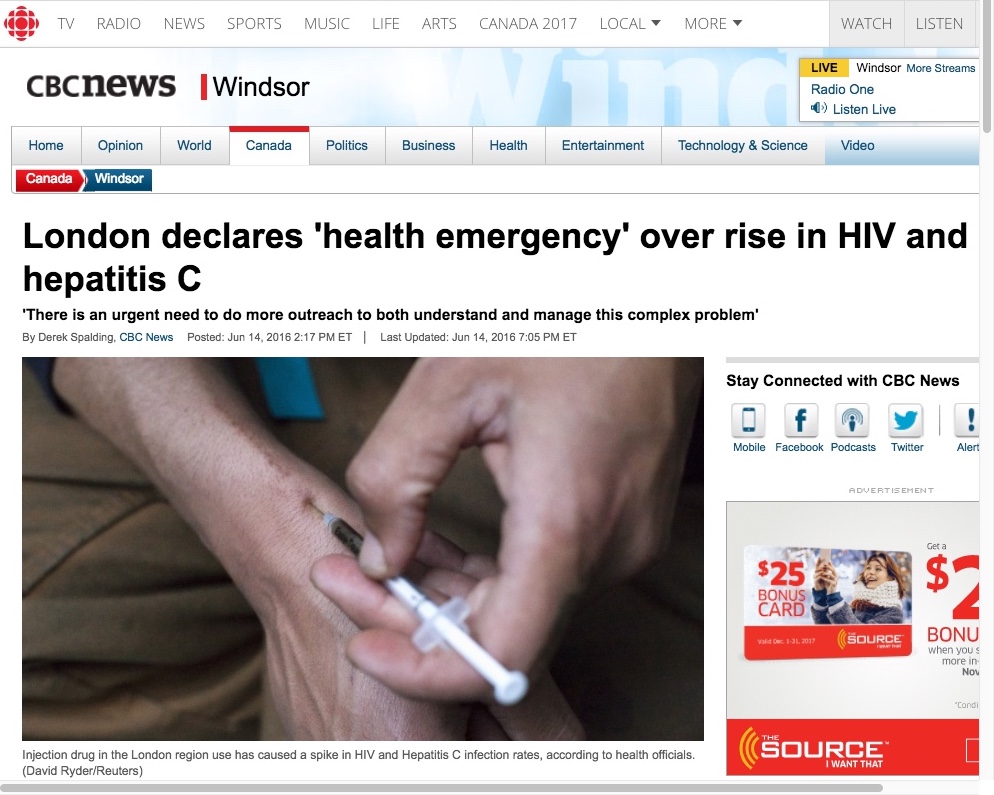 TV RADIO NEWS SPORTS MUSIC LIFE ARTS CANADA 2017 LOCAL MORE WATCH LISTEN
CBCnews Windsor
LIVE Windsor More Streams
Radio One
Listen Live
Home Opinion World Canada Politics Business Health Entertainment Technology & Science Video
Canada Windsor
London declares 'health emergency' over rise in HIV and
hepatitis C
'There is an urgent need to do more outreach to both understand and manage this complex problem'
By Derek Spalding, CBC News Posted: Jun 14, 2016 2:17 PM ET | Last Updated: Jun 14, 2016 7:05 PM ET
Stay Connected with CBC News
Mobile Facebook Podcasts Twitter Alert
ADVERTISEMENT
Get a
$25
BONUS
CARD
Valid Dec. 1-31, 2017
THE SOURCE
I WANT THAT
$2
BONU
when you s
more in-
Nov
*Condi
THE SOURCE™
I WANT THAT
Injection drug in the London region use has caused a spike in HIV and Hepatitis C infection rates, according to health officials.
(David Ryder/Reuters)